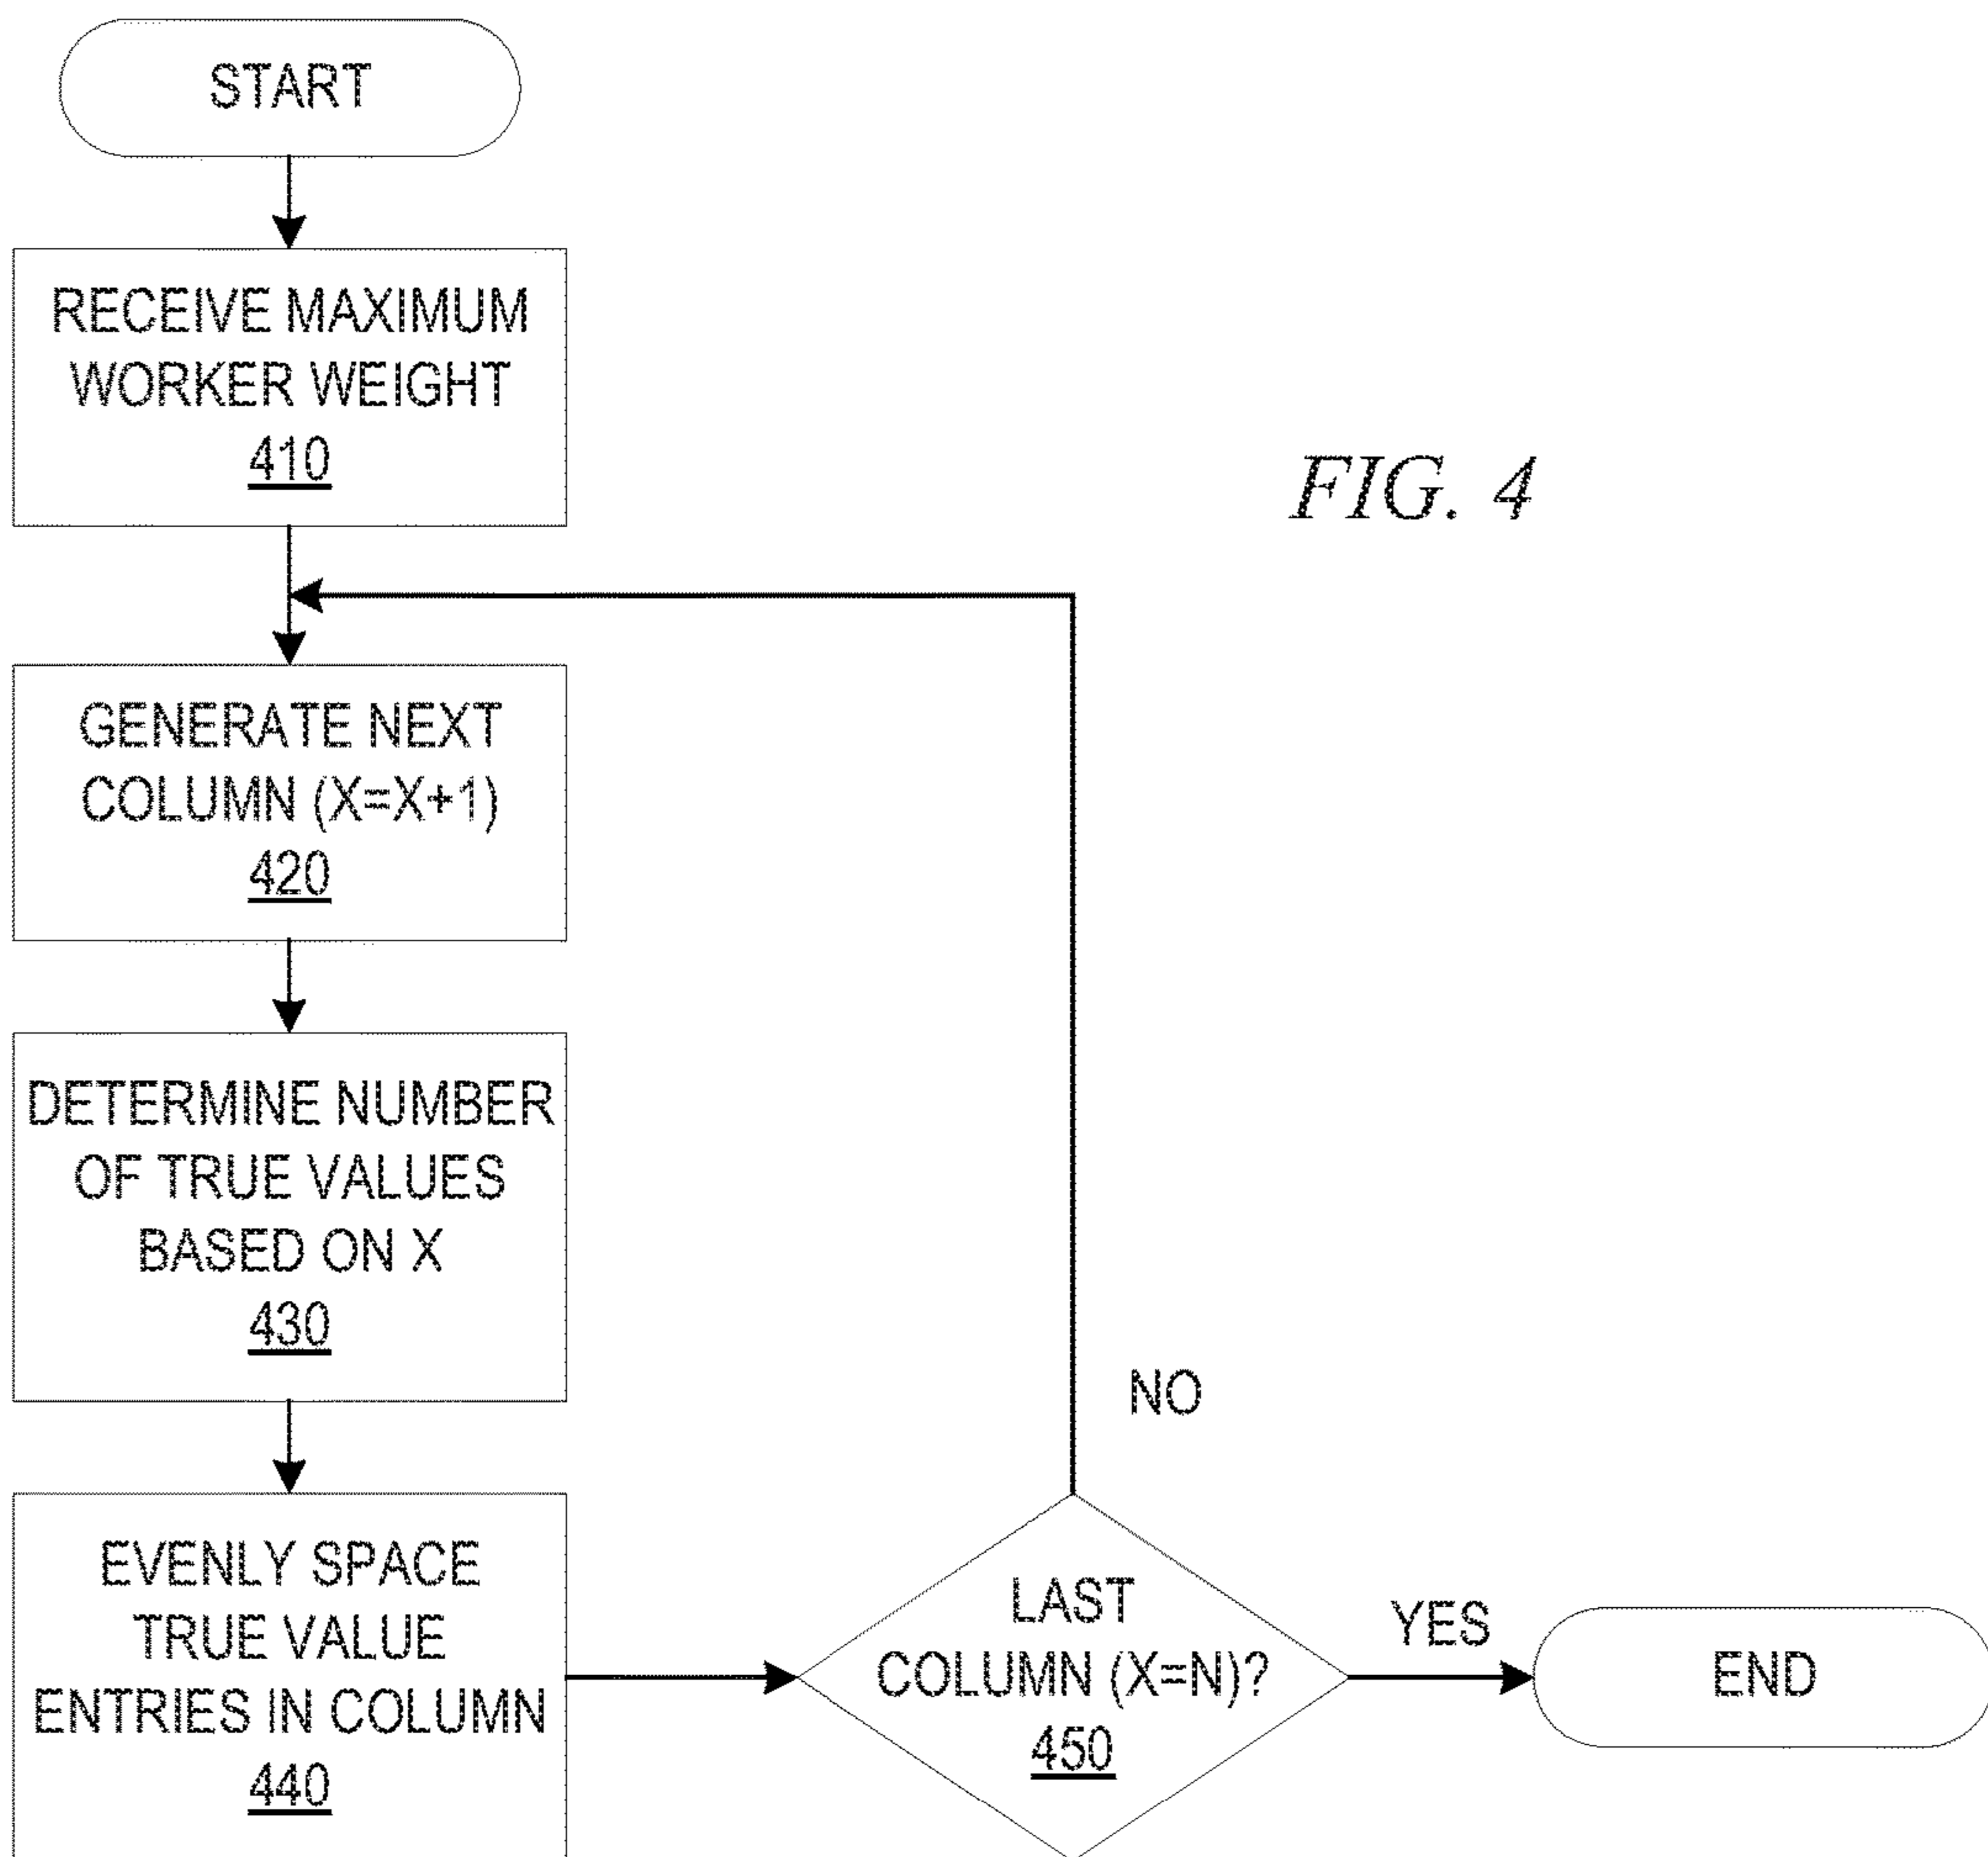 START
RECEIVE MAXIMUM
WORKER WEIGHT
410
FIG. 4
GENERATE NEXT
COLUMN (X=X+1)
420
DETERMINE NUMBER
OF TRUE VALUES
BASED ON X
430
NO
EVENLY SPACE
TRUE VALUE
ENTRIES IN COLUMN
440
LAST
COLUMN (X=N)?
450
YES
END